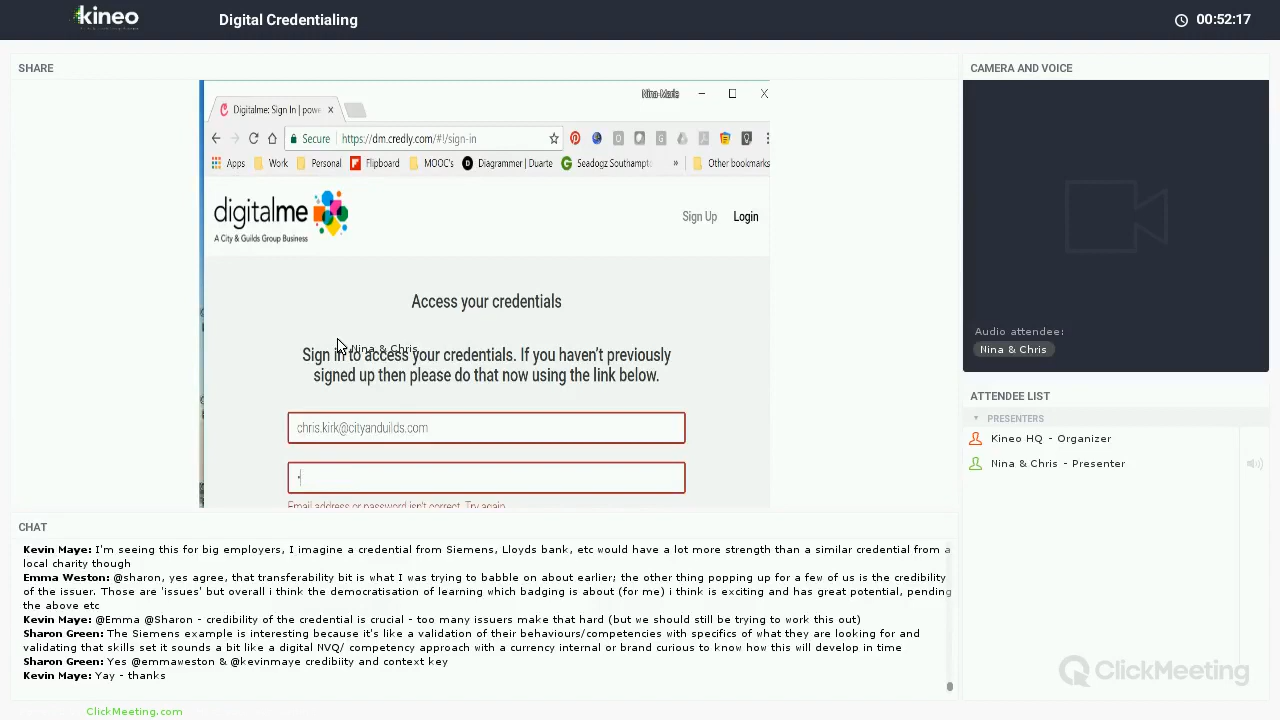 kineo
Digital Credentialing
00:52:17
SHARE
CAMERA AND VOICE
Digitalme: Sign In | powe
Secure https://dm.credly.com/#!/sign-in
Apps Work Personal Flipboard MOOC's Diagrammer | Duarte Seadogz Southampt » Other bookmarks
digitalme
A City & Guilds Group Business
Sign Up Login
Access your credentials
Nina & Chris
Sign in to access your credentials. If you haven't previously
signed up then please do that now using the link below.
chris.kirk@cityanduilds.com
Email address or password isn't correct. Try again.
Audio attendee:
Nina & Chris
ATTENDEE LIST
PRESENTERS
Kineo HQ - Organizer
Nina & Chris - Presenter
CHAT
Kevin Maye: I'm seeing this for big employers, I imagine a credential from Siemens, Lloyds bank, etc would have a lot more strength than a similar credential from a
local charity though
Emma Weston: @sharon, yes agree, that transferability bit is what I was trying to babble on about earlier; the other thing popping up for a few of us is the credibility
of the issuer. Those are 'issues' but overall i think the democratisation of learning which badging is about (for me) i think is exciting and has great potential, pending
the above etc
Kevin Maye: @Emma @Sharon - credibility of the credential is crucial - too many issuers make that hard (but we should still be trying to work this out)
Sharon Green: The Siemens example is interesting because it's like a validation of their behaviours/competencies with specifics of what they are looking for and
validating that skills set it sounds a bit like a digital NVQ/ competency approach with a currency internal or brand curious to know how this will develop in time
Sharon Green: Yes @emmaweston & @kevinmaye credibiity and context key
Kevin Maye: Yay - thanks
ClickMeeting
ClickMeeting.com